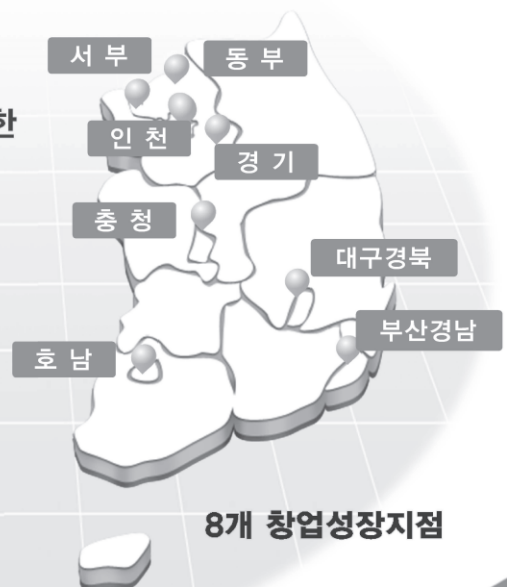 서 부
동 부
한
인 천
경 기
충 청
대구경북
부산경남
호 남
8개 창업성장지점